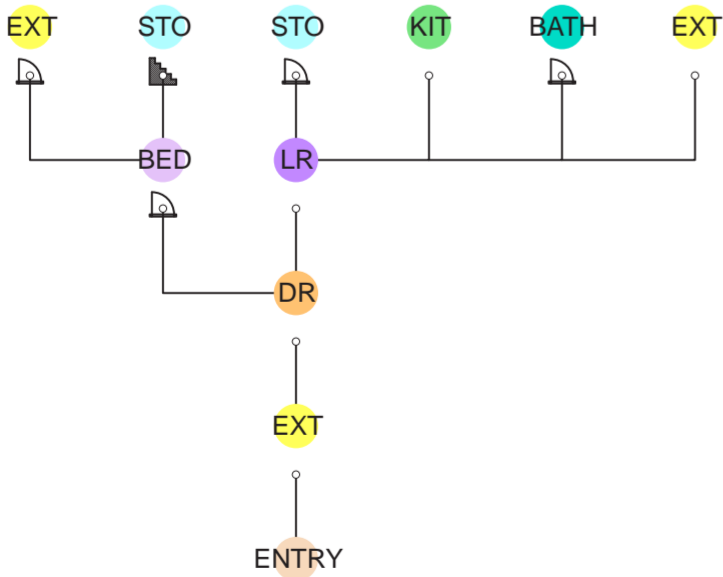 EXT STO STO KIT BATH EXT
BED LR
DR
EXT
ENTRY